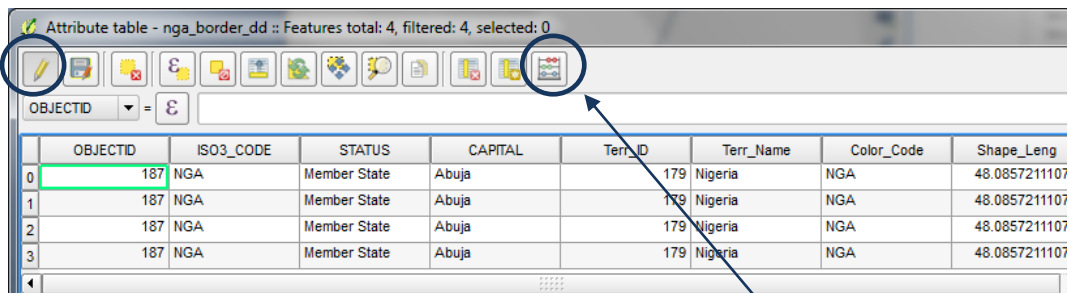 Attribute table - nga_border_dd :: Features total: 4, filtered: 4, selected: 0
OBJECTID = ε
OBJECTID ISO3_CODE STATUS CAPITAL Terr_ID Terr_Name Color_Code Shape_Leng
0 187 NGA Member State Abuja 179 Nigeria NGA 48.0857211107
1 187 NGA Member State Abuja 179 Nigeria NGA 48.0857211107
2 187 NGA Member State Abuja 179 Nigeria NGA 48.0857211107
3 187 NGA Member State Abuja 179 Nigeria NGA 48.0857211107